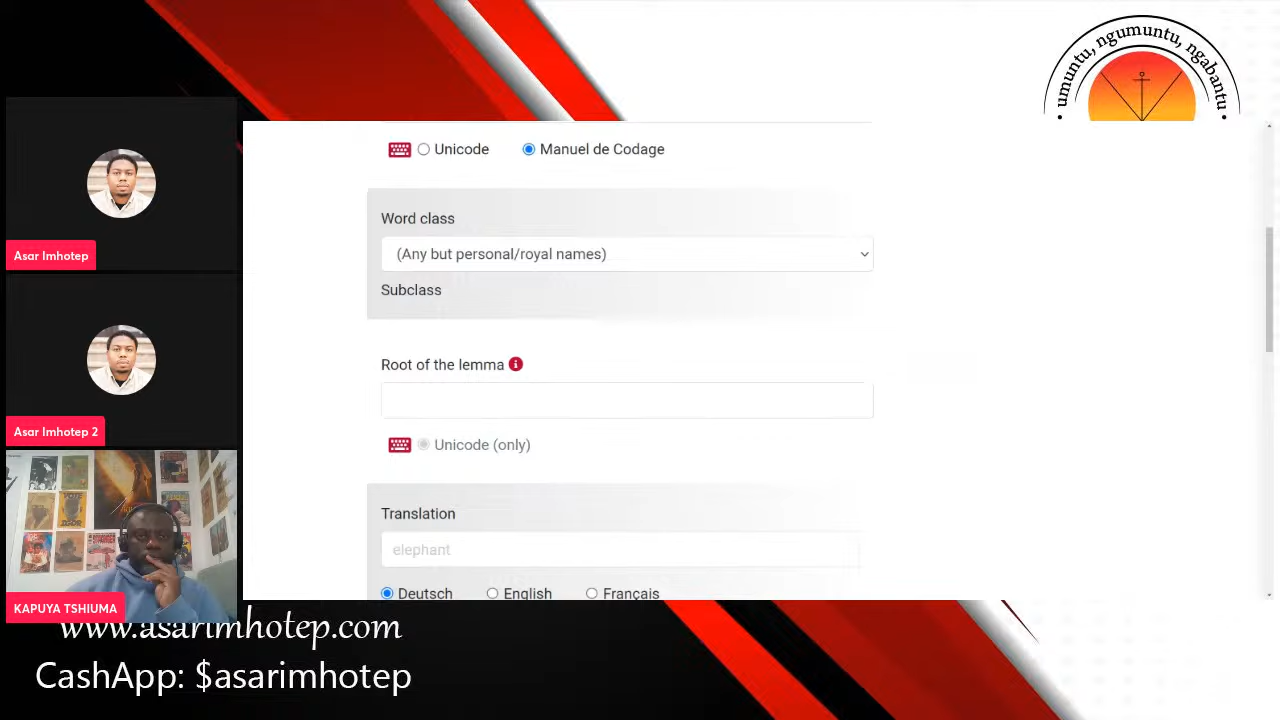 umuntu, ngumuntu, ngabantu
Unicode
Manuel de Codage
Word class
(Any but personal/royal names)
Subclass
Root of the lemma
Unicode (only)
Translation
elephant
Deutsch
English
Français
Asar Imhotep
Asar Imhotep 2
KAPUYA TSHIUMA
www.asarimhotep.com
CashApp: $asarimhotep